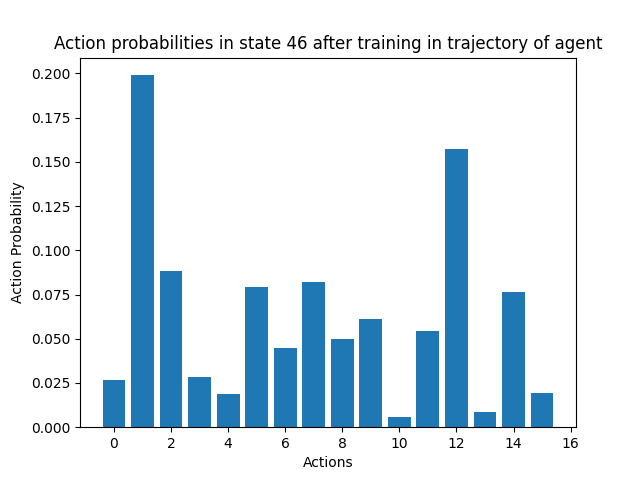 Action probabilities in state 46 after training in trajectory of agent
0.200
0.175
0.150
0.125
0.100
0.075
0.050
0.025
0.000
Action Probability
0 2 4 6 8 10 12 14 16
Actions